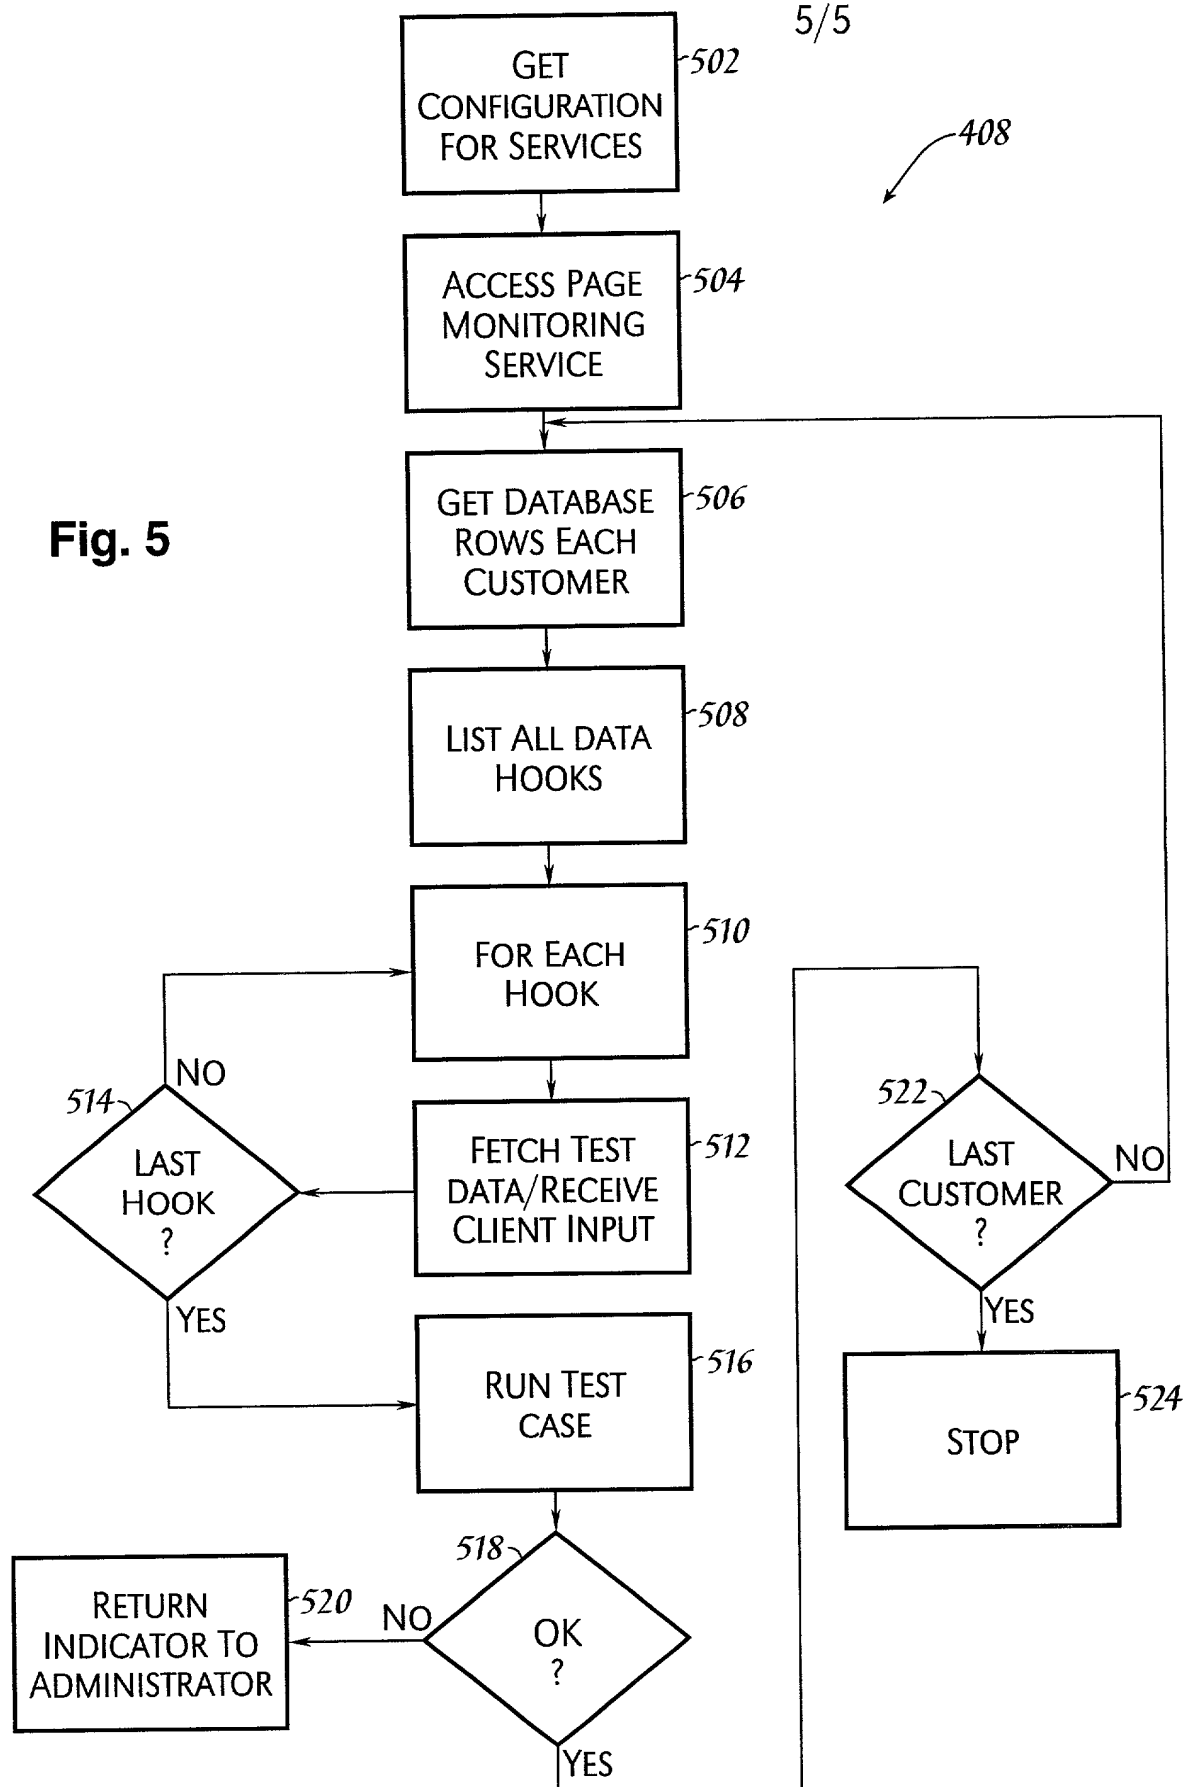 5/5
GET
CONFIGURATION
FOR SERVICES
502
408
ACCESS PAGE
MONITORING
SERVICE
504
Fig. 5
GET DATABASE
ROWS EACH
CUSTOMER
506
LIST ALL DATA
HOOKS
508
FOR EACH
HOOK
510
NO
514
LAST
HOOK
?
YES
FETCH TEST
DATA/RECEIVE
CLIENT INPUT
512
522
LAST
CUSTOMER
?
NO
YES
RUN TEST
CASE
516
STOP
524
518
OK
?
NO
YES
RETURN
INDICATOR TO
ADMINISTRATOR
520